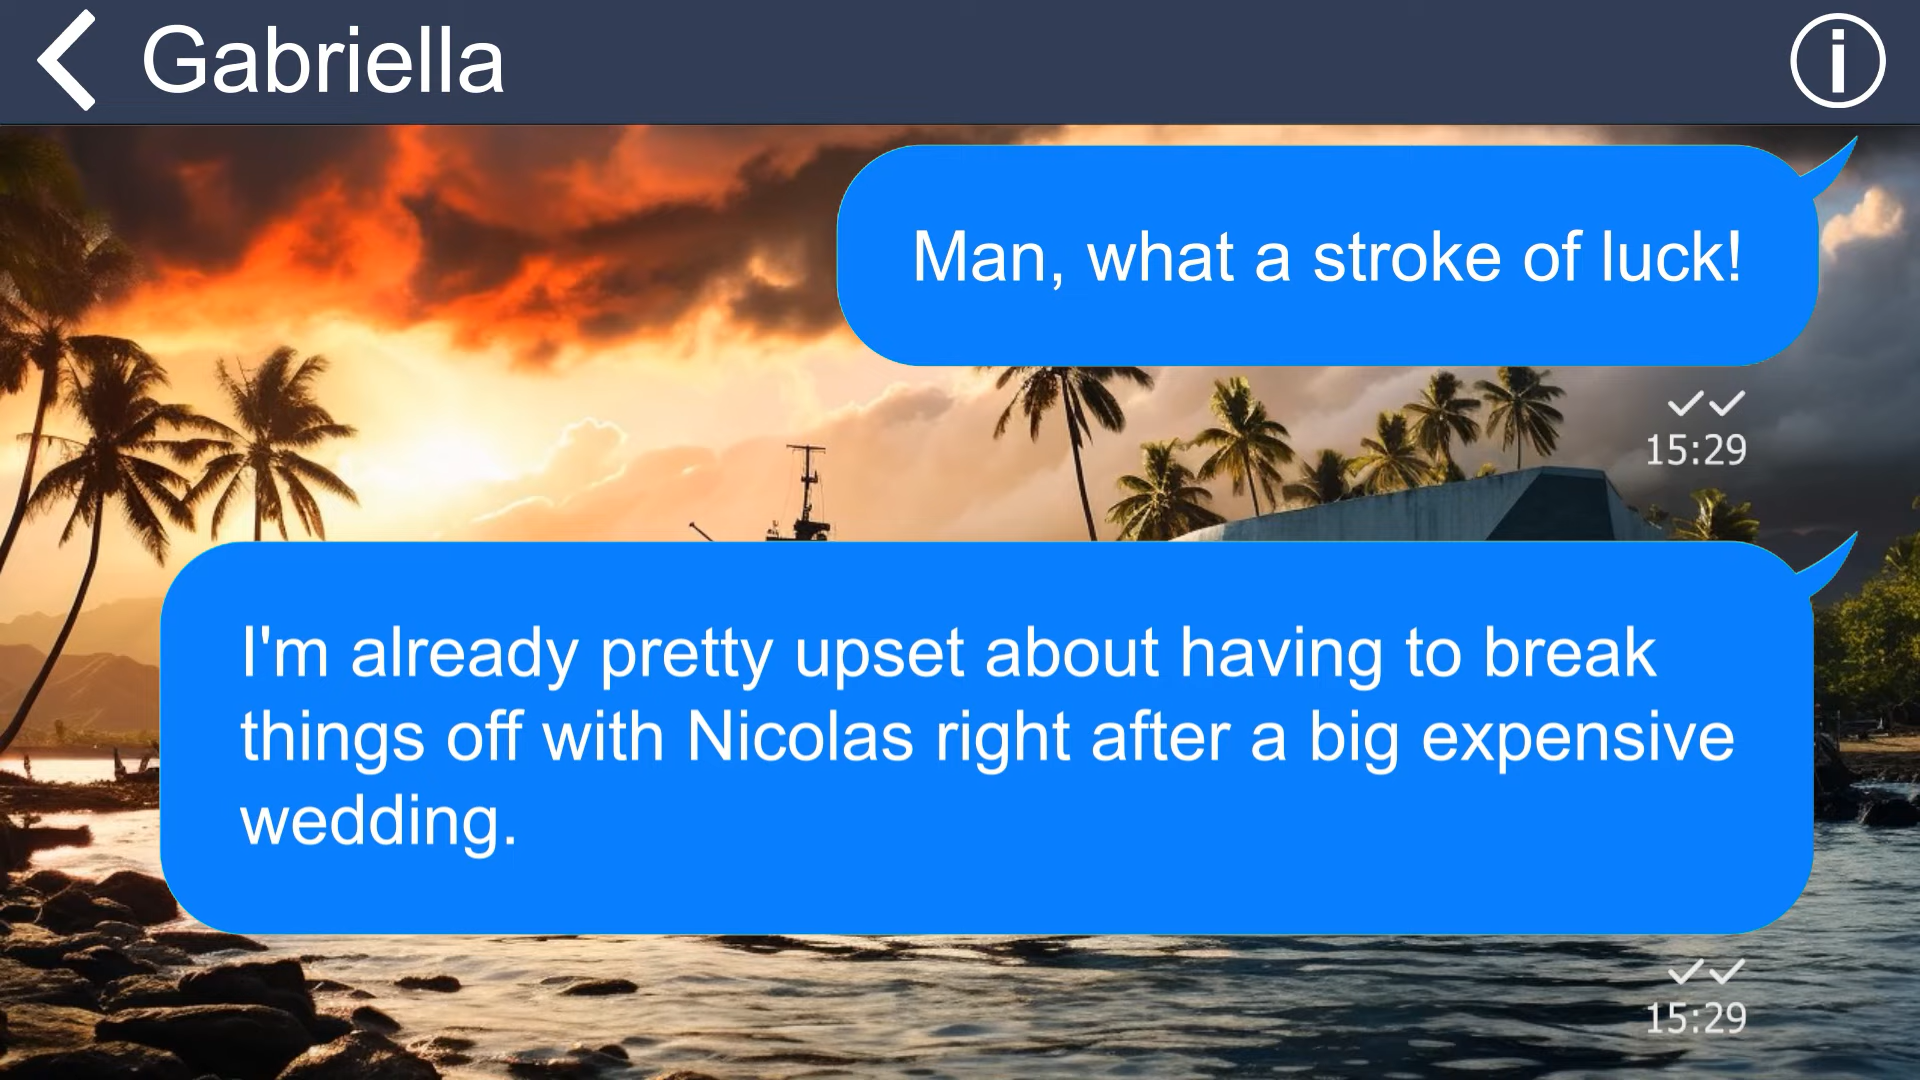 Gabriella
Man, what a stroke of luck!
15:29
I'm already pretty upset about having to break
things off with Nicolas right after a big expensive
wedding.
15:29